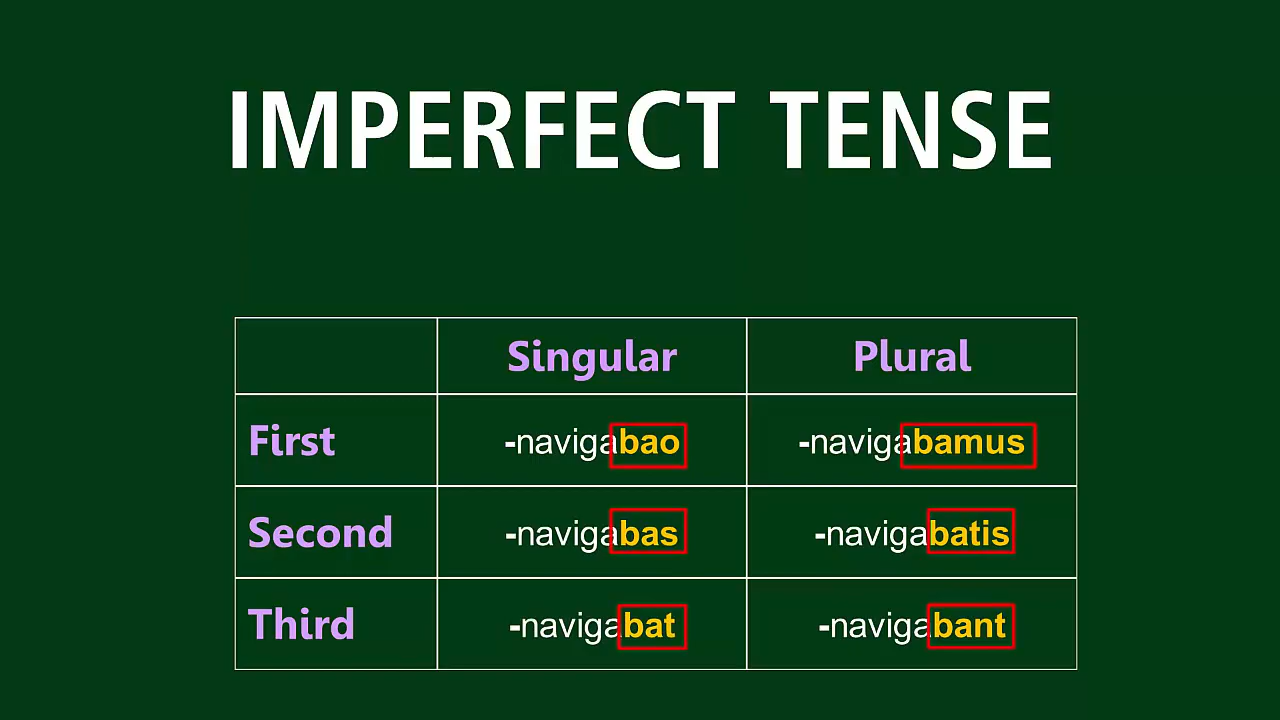 IMPERFECT TENSE
Singular Plural
First -navigabao -navigabamus
Second -navigabas -navigabatis
Third -navigabat -navigabant